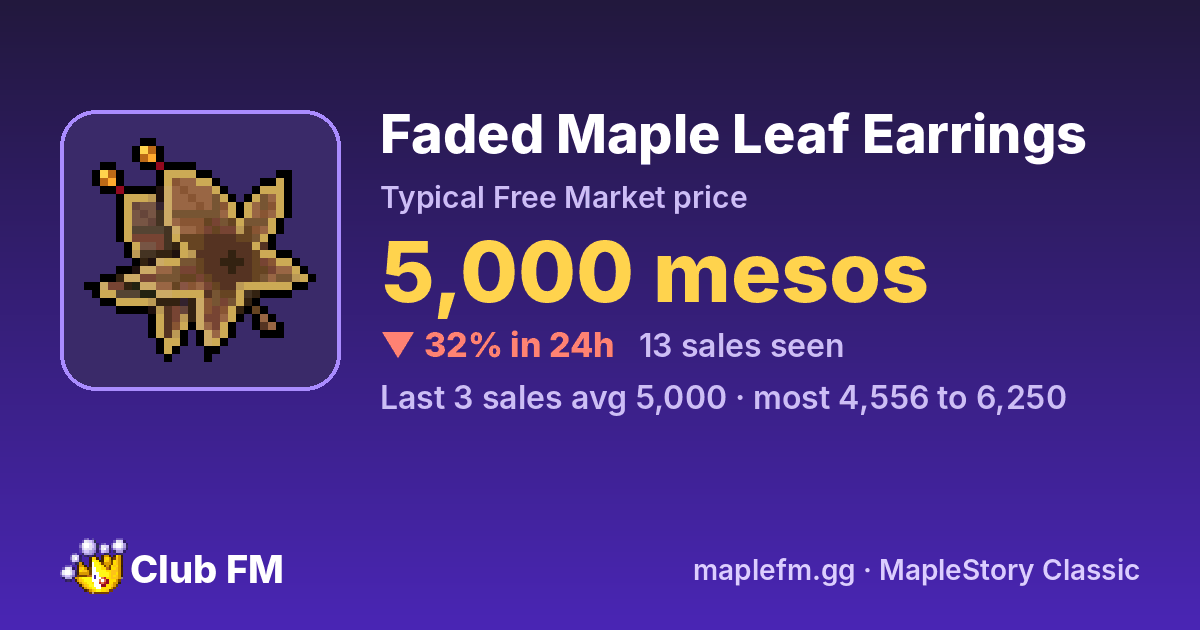 Faded Maple Leaf Earrings
Typical Free Market price
5,000 mesos
▼ 32% in 24h 13 sales seen
Last 3 sales avg 5,000 · most 4,556 to 6,250
Club FM
maplefm.gg · MapleStory Classic